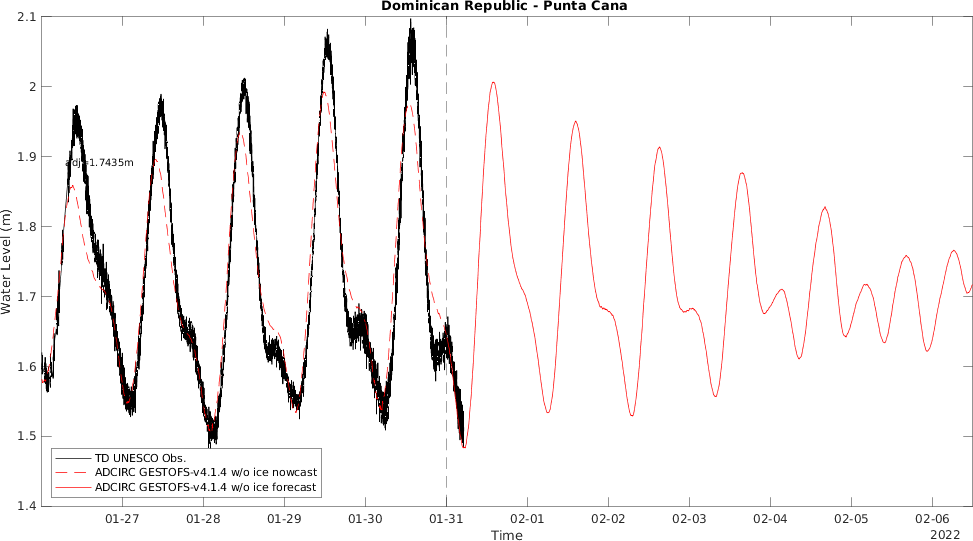 Dominican Republic - Punta Cana
2.1
2
1.9
1.8
1.7
1.6
1.5
1.4
Water Level (m)
adj=1.7435m
TD UNESCO Obs.
ADCIRC GESTOFS-v4.1.4 w/o ice nowcast
ADCIRC GESTOFS-v4.1.4 w/o ice forecast
01-27 01-28 01-29 01-30 01-31 02-01 02-02 02-03 02-04 02-05 02-06
Time
2022